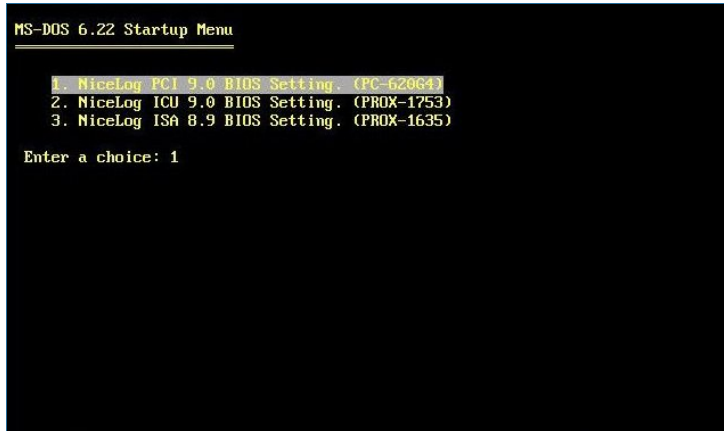 MS-DOS 6.22 Startup Menu
1. NiceLog PCI 9.0 BIOS Setting. (PC-620G4)
2. NiceLog ICU 9.0 BIOS Setting. (PROX-1753)
3. NiceLog ISA 8.9 BIOS Setting. (PROX-1635)
Enter a choice: 1